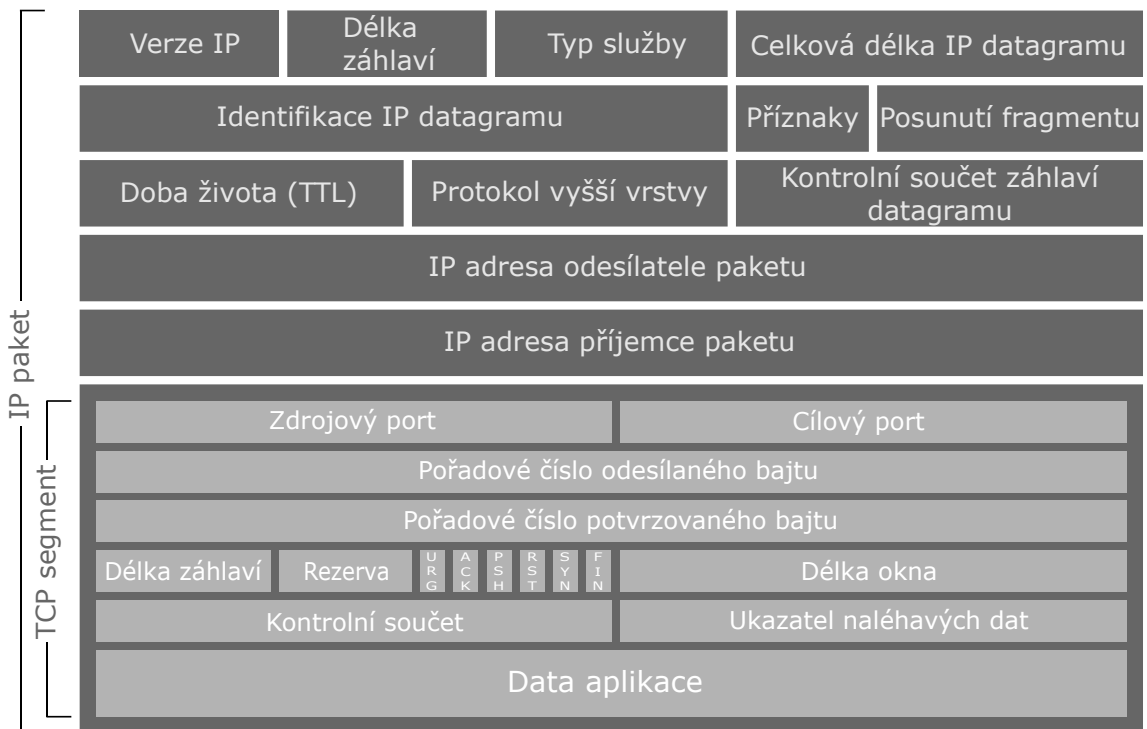 Verze IP
Délka
záhlaví
Typ služby
Celková délka IP datagramu
Identifikace IP datagramu
Příznaky
Posunutí fragmentu
Doba života (TTL)
Protokol vyšší vrstvy
Kontrolní součet záhlaví
datagramu
IP adresa odesílatele paketu
IP adresa příjemce paketu
IP paket
TCP segment
Zdrojový port
Cílový port
Pořadové číslo odesílaného bajtu
Pořadové číslo potvrzovaného bajtu
Délka záhlaví
Rezerva
URG
ACK
PSH
RST
SYN
FIN
Délka okna
Kontrolní součet
Ukazatel naléhavých dat
Data aplikace